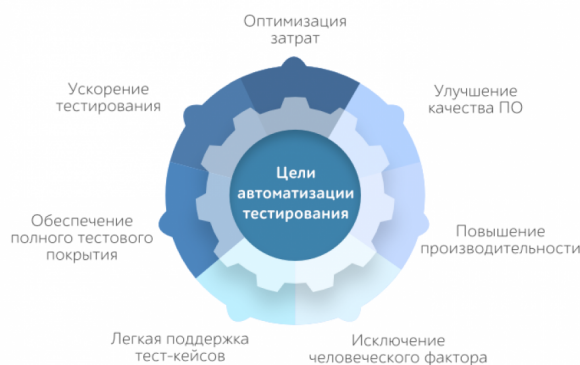 Оптимизация
затрат
Улучшение
качества ПО
Повышение
производительности
Исключение
человеческого фактора
Легкая поддержка
тест-кейсов
Обеспечение
полного тестового
покрытия
Ускорение
тестирования
Цели
автоматизации
тестирования